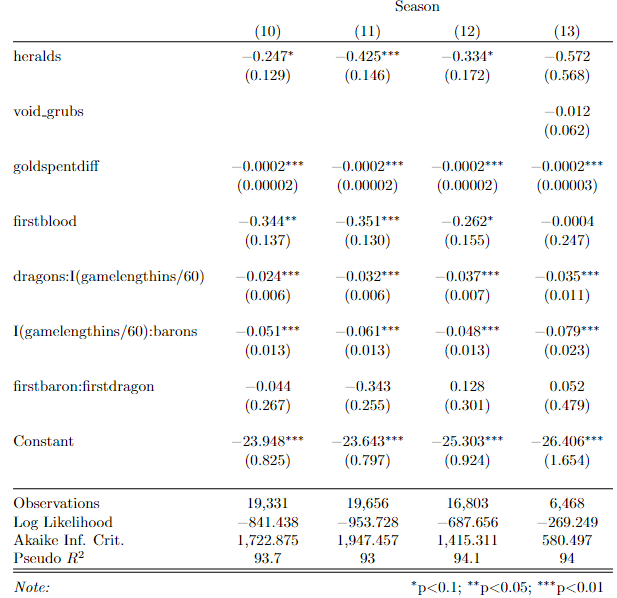 Season
(10) (11) (12) (13)
heralds −0.247* −0.425*** −0.334* −0.572
(0.129) (0.146) (0.172) (0.568)
void_grubs −0.012
(0.062)
goldspentdiff −0.0002*** −0.0002*** −0.0002*** −0.0002***
(0.00002) (0.00002) (0.00002) (0.00003)
firstblood −0.344** −0.351*** −0.262* −0.0004
(0.137) (0.130) (0.155) (0.247)
dragons:I(gamelengthins/60) −0.024*** −0.032*** −0.037*** −0.035***
(0.006) (0.006) (0.007) (0.011)
I(gamelengthins/60):barons −0.051*** −0.061*** −0.048*** −0.079***
(0.013) (0.013) (0.013) (0.023)
firstbaron:firstdragon −0.044 −0.343 0.128 0.052
(0.267) (0.255) (0.301) (0.479)
Constant −23.948*** −23.643*** −25.303*** −26.406***
(0.825) (0.797) (0.924) (1.654)
Observations 19,331 19,656 16,803 6,468
Log Likelihood −841.438 −953.728 −687.656 −269.249
Akaike Inf. Crit. 1,722.875 1,947.457 1,415.311 580.497
Pseudo R² 93.7 93 94.1 94
Note: *p<0.1; **p<0.05; ***p<0.01